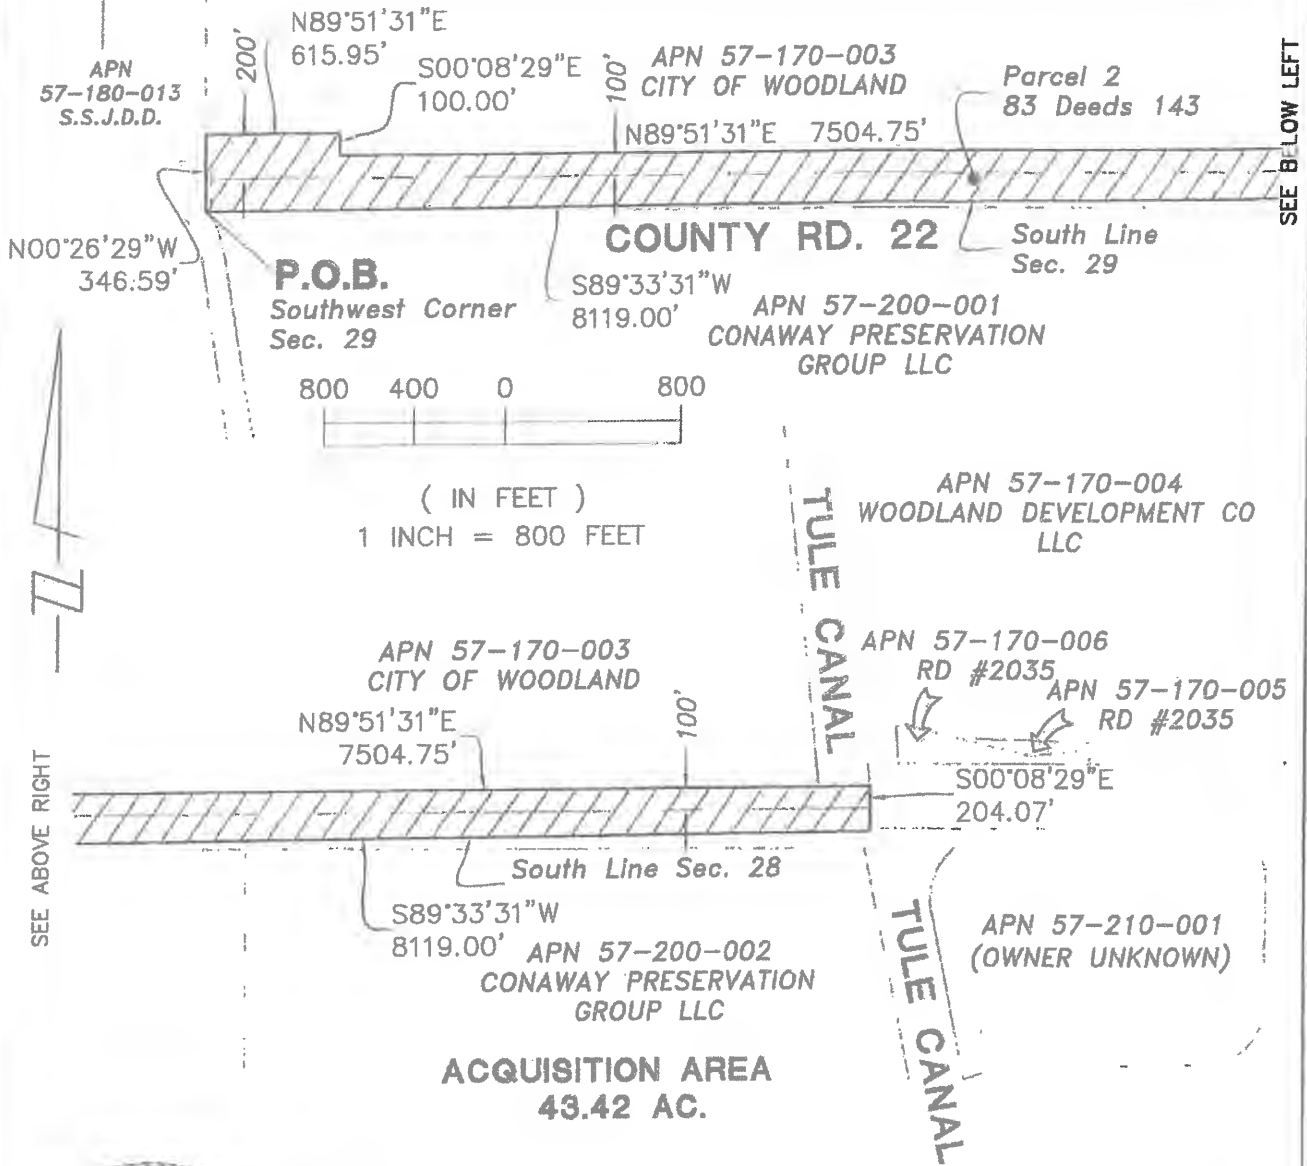 N89°51'31"E
615.95'
200'
S00°08'29"E
100.00'
100'
APN 57-170-003
CITY OF WOODLAND
Parcel 2
83 Deeds 143
APN
57-180-013
S.S.J.D.D.
N89°51'31"E 7504.75'
SEE BELOW LEFT
COUNTY RD. 22
South Line
Sec. 29
N00°26'29"W
346.59'
P.O.B.
Southwest Corner
Sec. 29
S89°33'31"W
8119.00'
APN 57-200-001
CONAWAY PRESERVATION
GROUP LLC
800 400 0 800
( IN FEET )
1 INCH = 800 FEET
TULE CANAL
APN 57-170-004
WOODLAND DEVELOPMENT CO
LLC
Z
APN 57-170-003
CITY OF WOODLAND
APN 57-170-006
RD #2035
APN 57-170-005
RD #2035
N89°51'31"E
7504.75'
100'
S00°08'29"E
204.07'
SEE ABOVE RIGHT
South Line Sec. 28
S89°33'31"W
8119.00'
APN 57-200-002
CONAWAY PRESERVATION
GROUP LLC
TULE CANAL
APN 57-210-001
(OWNER UNKNOWN)
ACQUISITION AREA
43.42 AC.